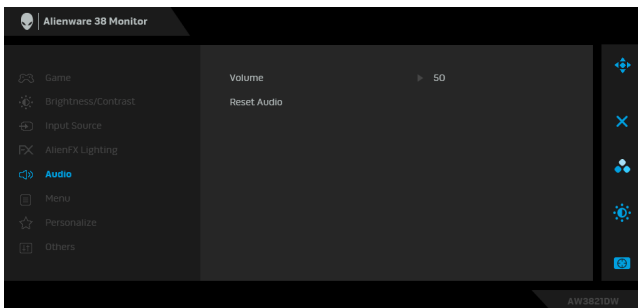 Alienware 38 Monitor
Game
Brightness/Contrast
Input Source
AlienFX Lighting
Audio
Menu
Personalize
Others
Volume 50
Reset Audio
AW3821DW